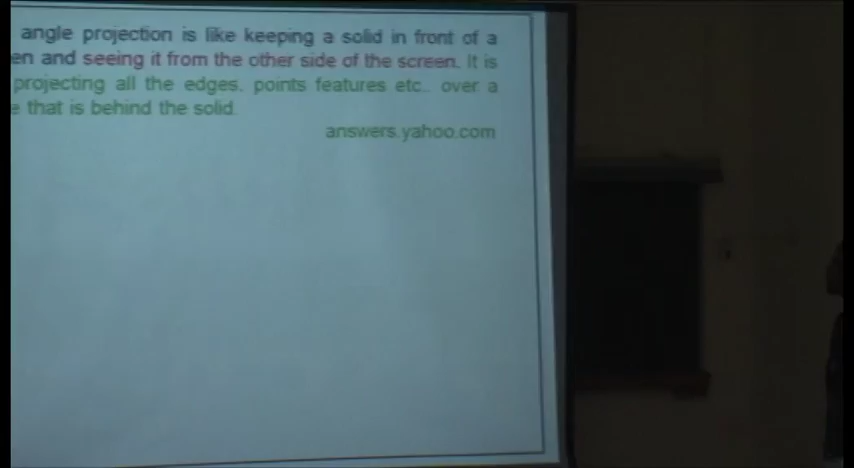 angle projection is like keeping a solid in front of a
en and seeing it from the other side of the screen. It is
projecting all the edges, points features etc.. over a
e that is behind the solid.
answers.yahoo.com